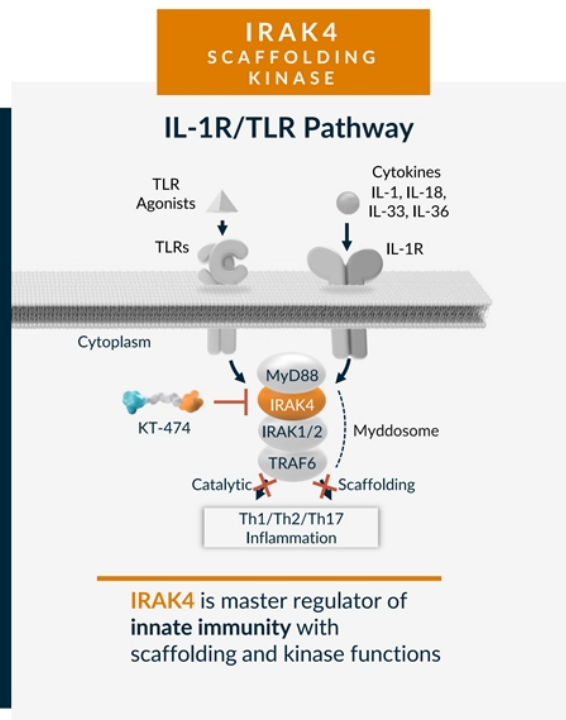 IRAK4
SCAFFOLDING
KINASE
IL-1R/TLR Pathway
TLR
Agonists
Cytokines
IL-1, IL-18,
IL-33, IL-36
TLRs
IL-1R
Cytoplasm
MyD88
IRAK4
KT-474
IRAK1/2
Myddosome
TRAF6
Catalytic
Scaffolding
Th1/Th2/Th17
Inflammation
IRAK4 is master regulator of
innate immunity with
scaffolding and kinase functions